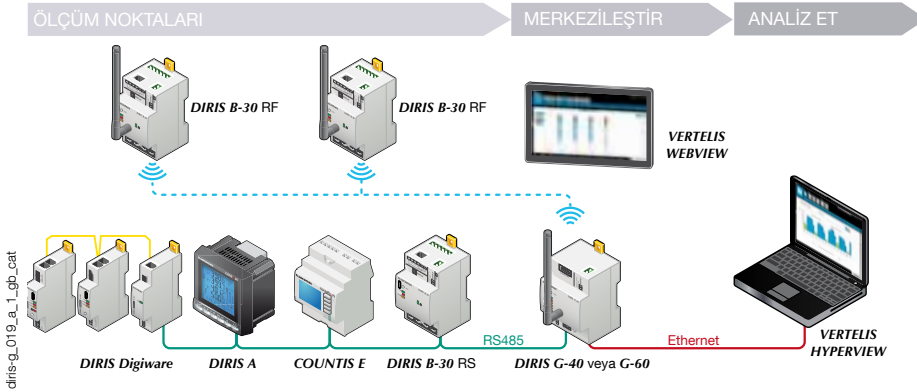 ÖLÇÜM NOKTALARI
MERKEZİLEŞTİR
ANALİZ ET
DIRIS B-30 RF
DIRIS B-30 RF
VERTELIS
WEBVIEW
RS485
Ethernet
DIRIS Digiware
DIRIS A
COUNTIS E
DIRIS B-30 RS
DIRIS G-40 veya G-60
VERTELIS
HYPERVIEW
diris-g_019_a_1_gb_cat